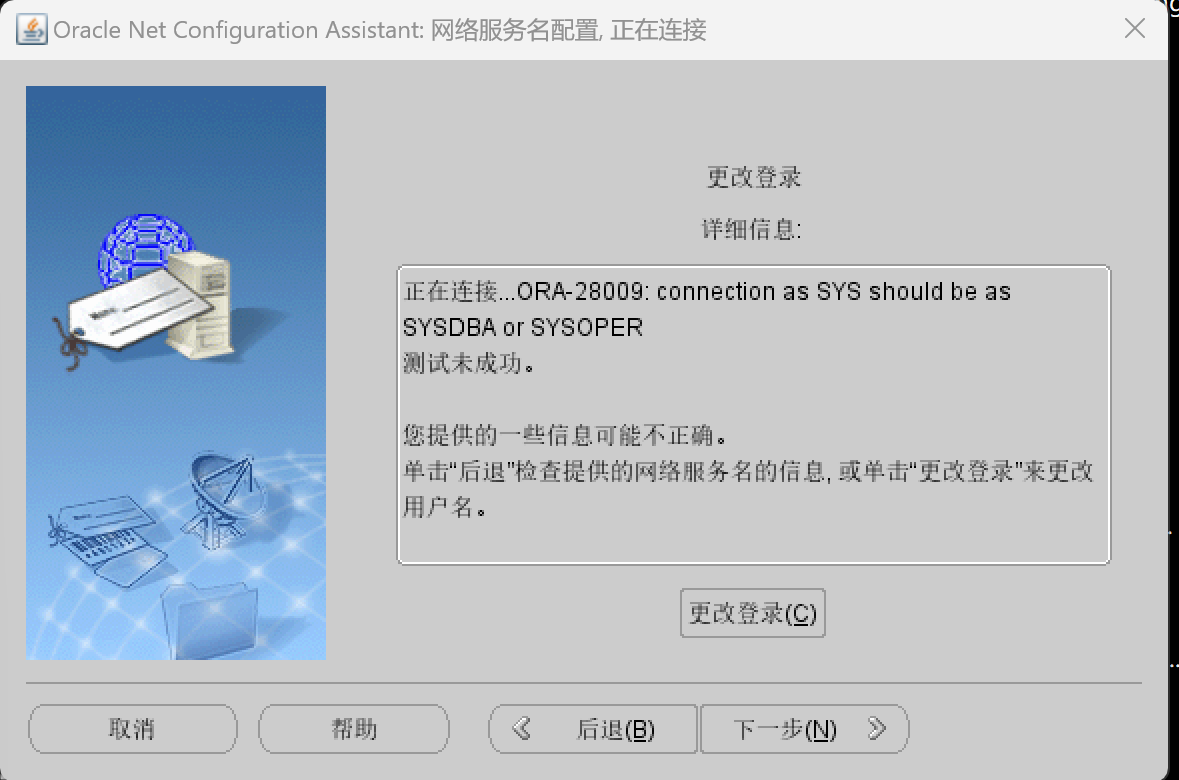 Oracle Net Configuration Assistant: 网络服务名配置, 正在连接
更改登录
详细信息:
正在连接...ORA-28009: connection as SYS should be as
SYSDBA or SYSOPER
测试未成功。
您提供的一些信息可能不正确。
单击“后退”检查提供的网络服务名的信息, 或单击“更改登录”来更改
用户名。
更改登录(C)
取消
帮助
后退(B)
下一步(N)